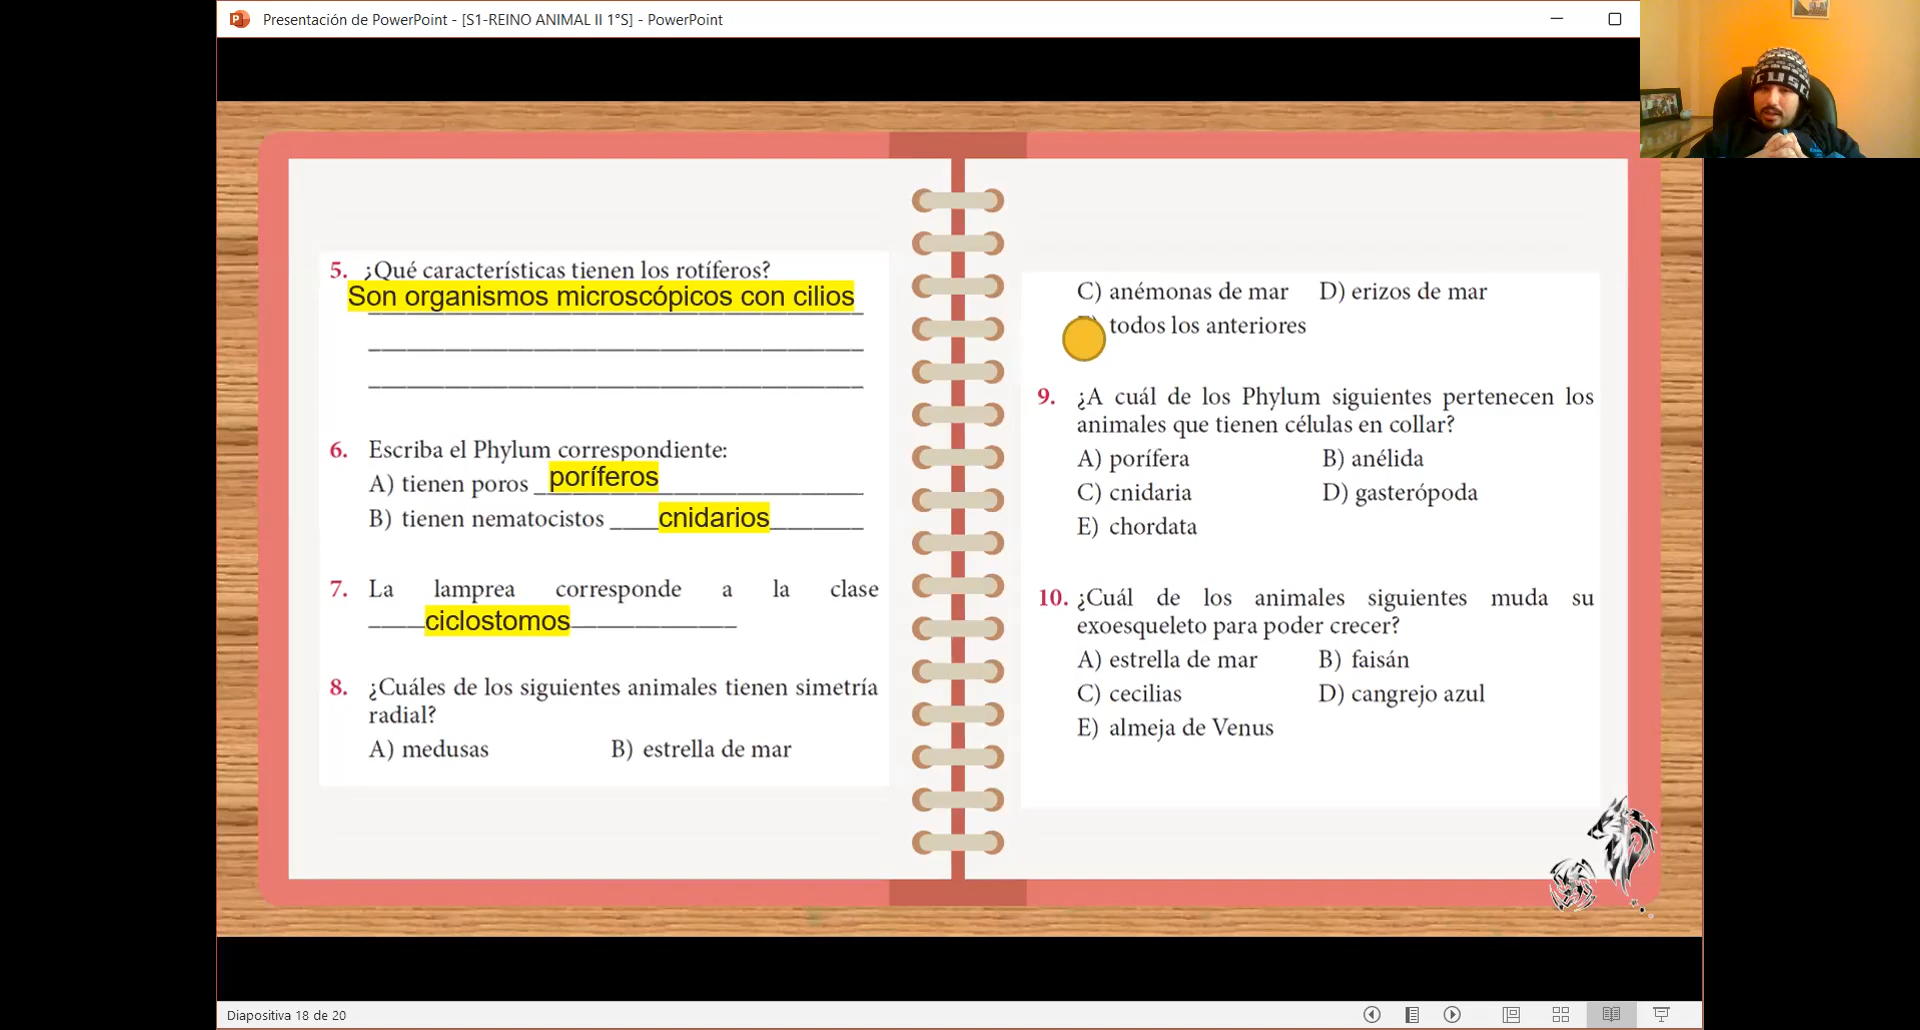 Presentación de PowerPoint - [S1-REINO ANIMAL II 1°S] - PowerPoint
CUSC
5. ¿Qué características tienen los rotíferos?
Son organismos microscópicos con cilios
6. Escriba el Phylum correspondiente:
A) tienen poros poríferos
B) tienen nematocistos cnidarios
7. La lamprea corresponde a la clase
ciclostomos
8. ¿Cuáles de los siguientes animales tienen simetría
radial?
A) medusas B) estrella de mar
C) anémonas de mar D) erizos de mar
todos los anteriores
9. ¿A cuál de los Phylum siguientes pertenecen los
animales que tienen células en collar?
A) porífera B) anélida
C) cnidaria D) gasterópoda
E) chordata
10. ¿Cuál de los animales siguientes muda su
exoesqueleto para poder crecer?
A) estrella de mar B) faisán
C) cecilias D) cangrejo azul
E) almeja de Venus
Diapositiva 18 de 20